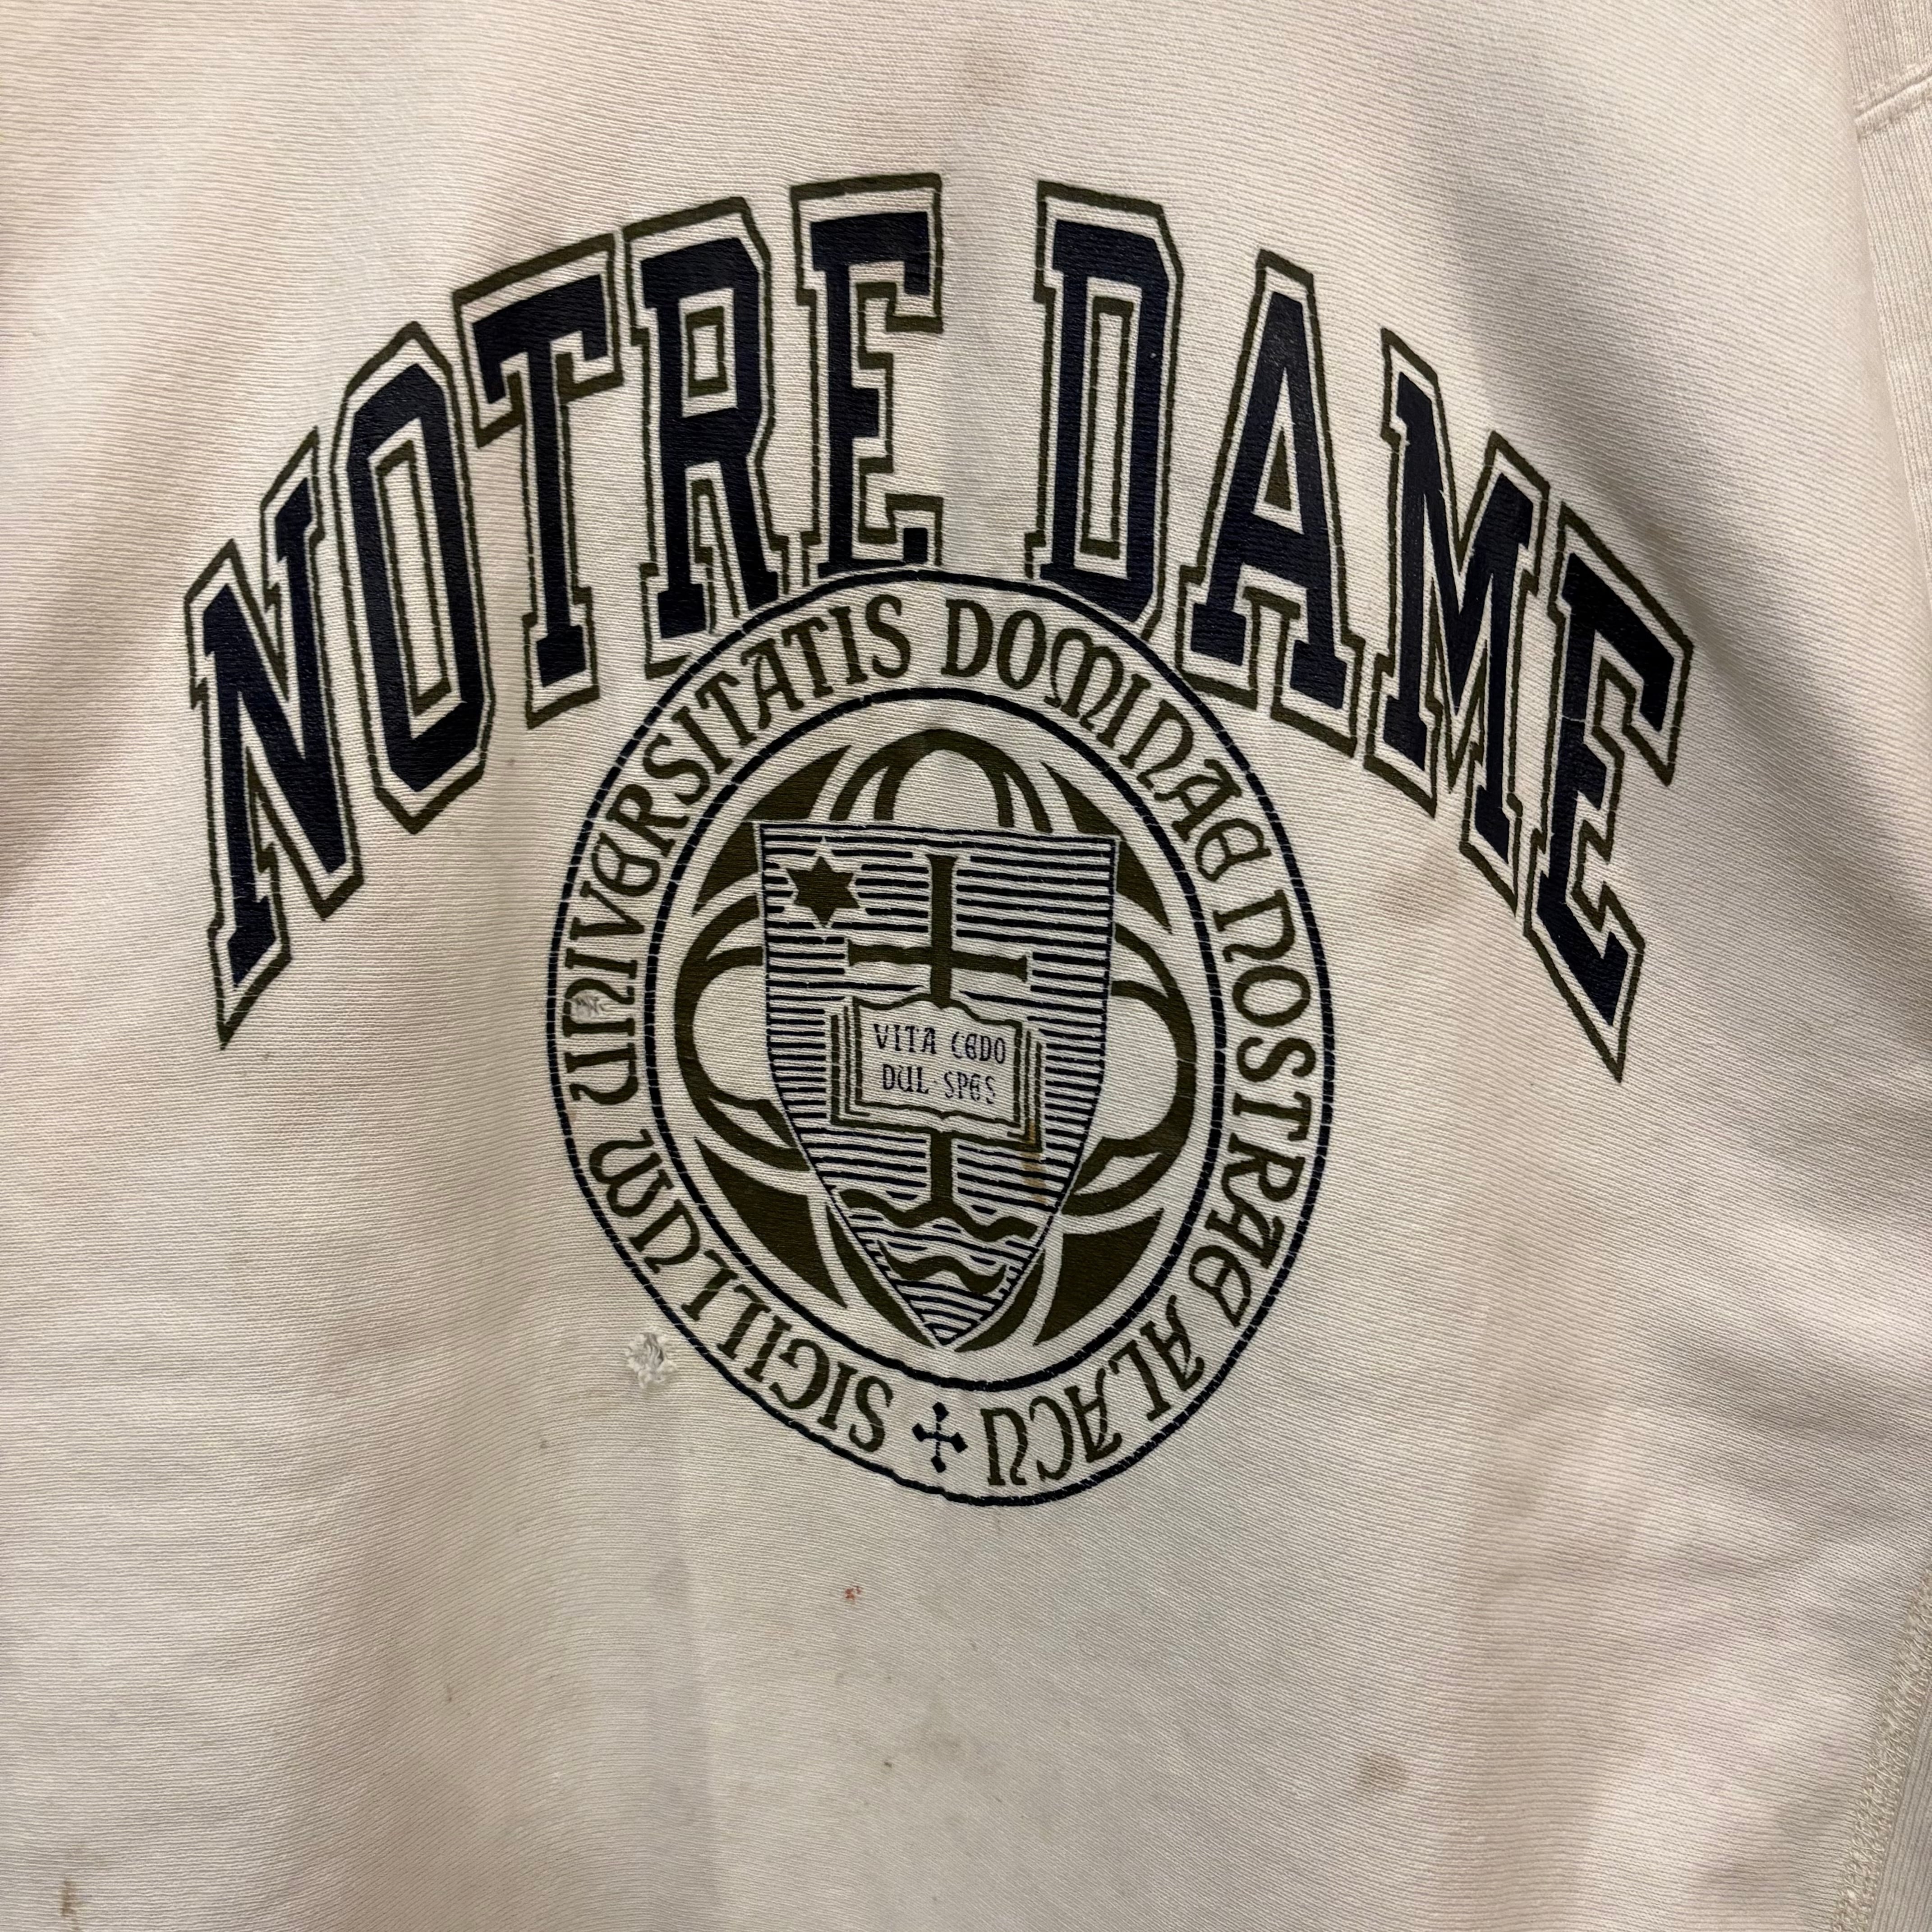 NOTRE DAME
SIGILLUM UNIVERSITATIS DOMINAE NOSTRAE A LACU
VITA CEDO
DUL·SPES